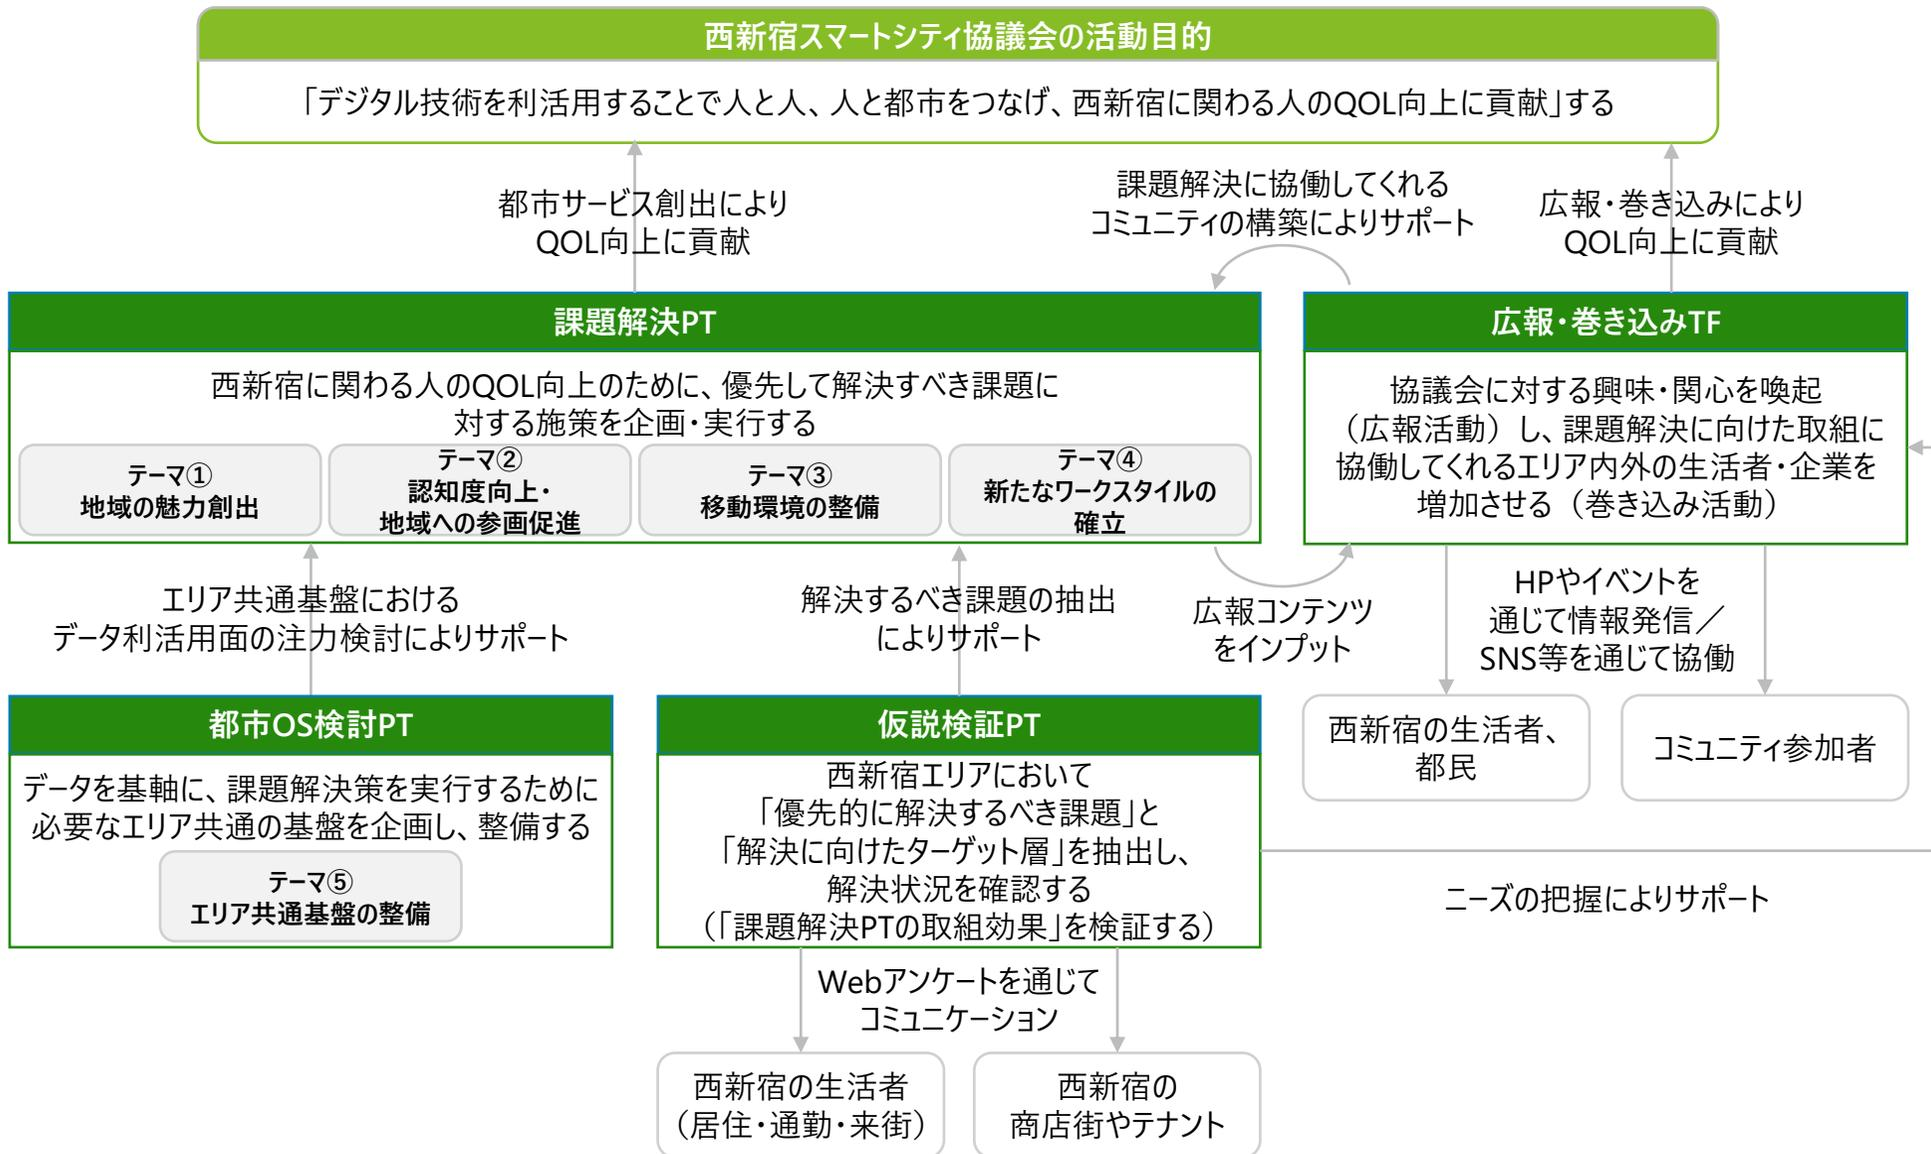 西新宿スマートシティ協議会の活動目的
「デジタル技術を利活用することで人と人、人と都市をつなげ、西新宿に関わる人のQOL向上に貢献」する
都市サービス創出により
QOL向上に貢献
課題解決に協働してくれる
コミュニティの構築によりサポート
広報・巻き込みにより
QOL向上に貢献
課題解決PT
西新宿に関わる人のQOL向上のために、優先して解決すべき課題に
対する施策を企画・実行する
テーマ①
地域の魅力創出
テーマ②
認知度向上・
地域への参画促進
テーマ③
移動環境の整備
テーマ④
新たなワークスタイルの
確立
広報・巻き込みTF
協議会に対する興味・関心を喚起
（広報活動）し、課題解決に向けた取組に
協働してくれるエリア内外の生活者・企業を
増加させる（巻き込み活動）
エリア共通基盤における
データ利活用面の注力検討によりサポート
解決するべき課題の抽出
によりサポート
広報コンテンツ
をインプット
HPやイベントを
通じて情報発信／
SNS等を通じて協働
都市OS検討PT
データを基軸に、課題解決策を実行するために
必要なエリア共通の基盤を企画し、整備する
テーマ⑤
エリア共通基盤の整備
仮説検証PT
西新宿エリアにおいて
「優先的に解決するべき課題」と
「解決に向けたターゲット層」を抽出し、
解決状況を確認する
（「課題解決PTの取組効果」を検証する）
西新宿の生活者、
都民
コミュニティ参加者
ニーズの把握によりサポート
Webアンケートを通じて
コミュニケーション
西新宿の生活者
（居住・通勤・来街）
西新宿の
商店街やテナント